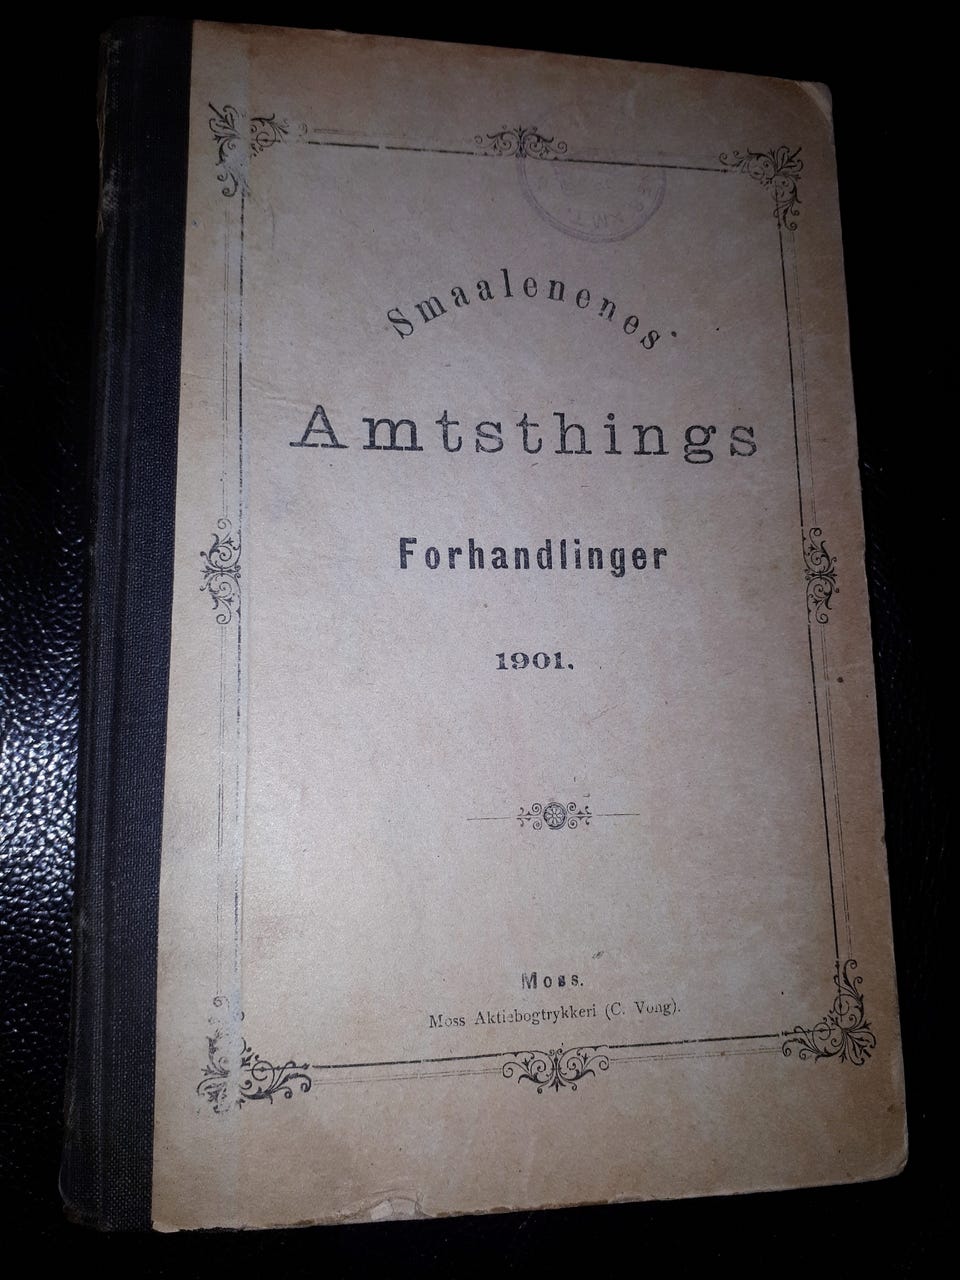 Smaalenenes'
Amtsthings
Forhandlinger
1901.
Moss.
Moss Aktiebogtrykkeri (C. Vong).